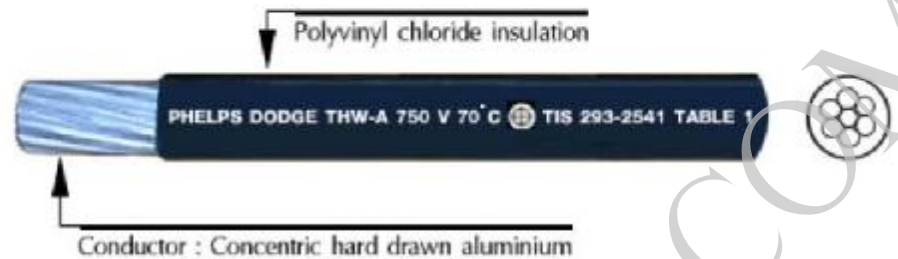 Polyvinyl chloride insulation
PHELPS DODGE THW-A 750 V 70°C TIS 293-2541 TABLE 1
Conductor : Concentric hard drawn aluminium